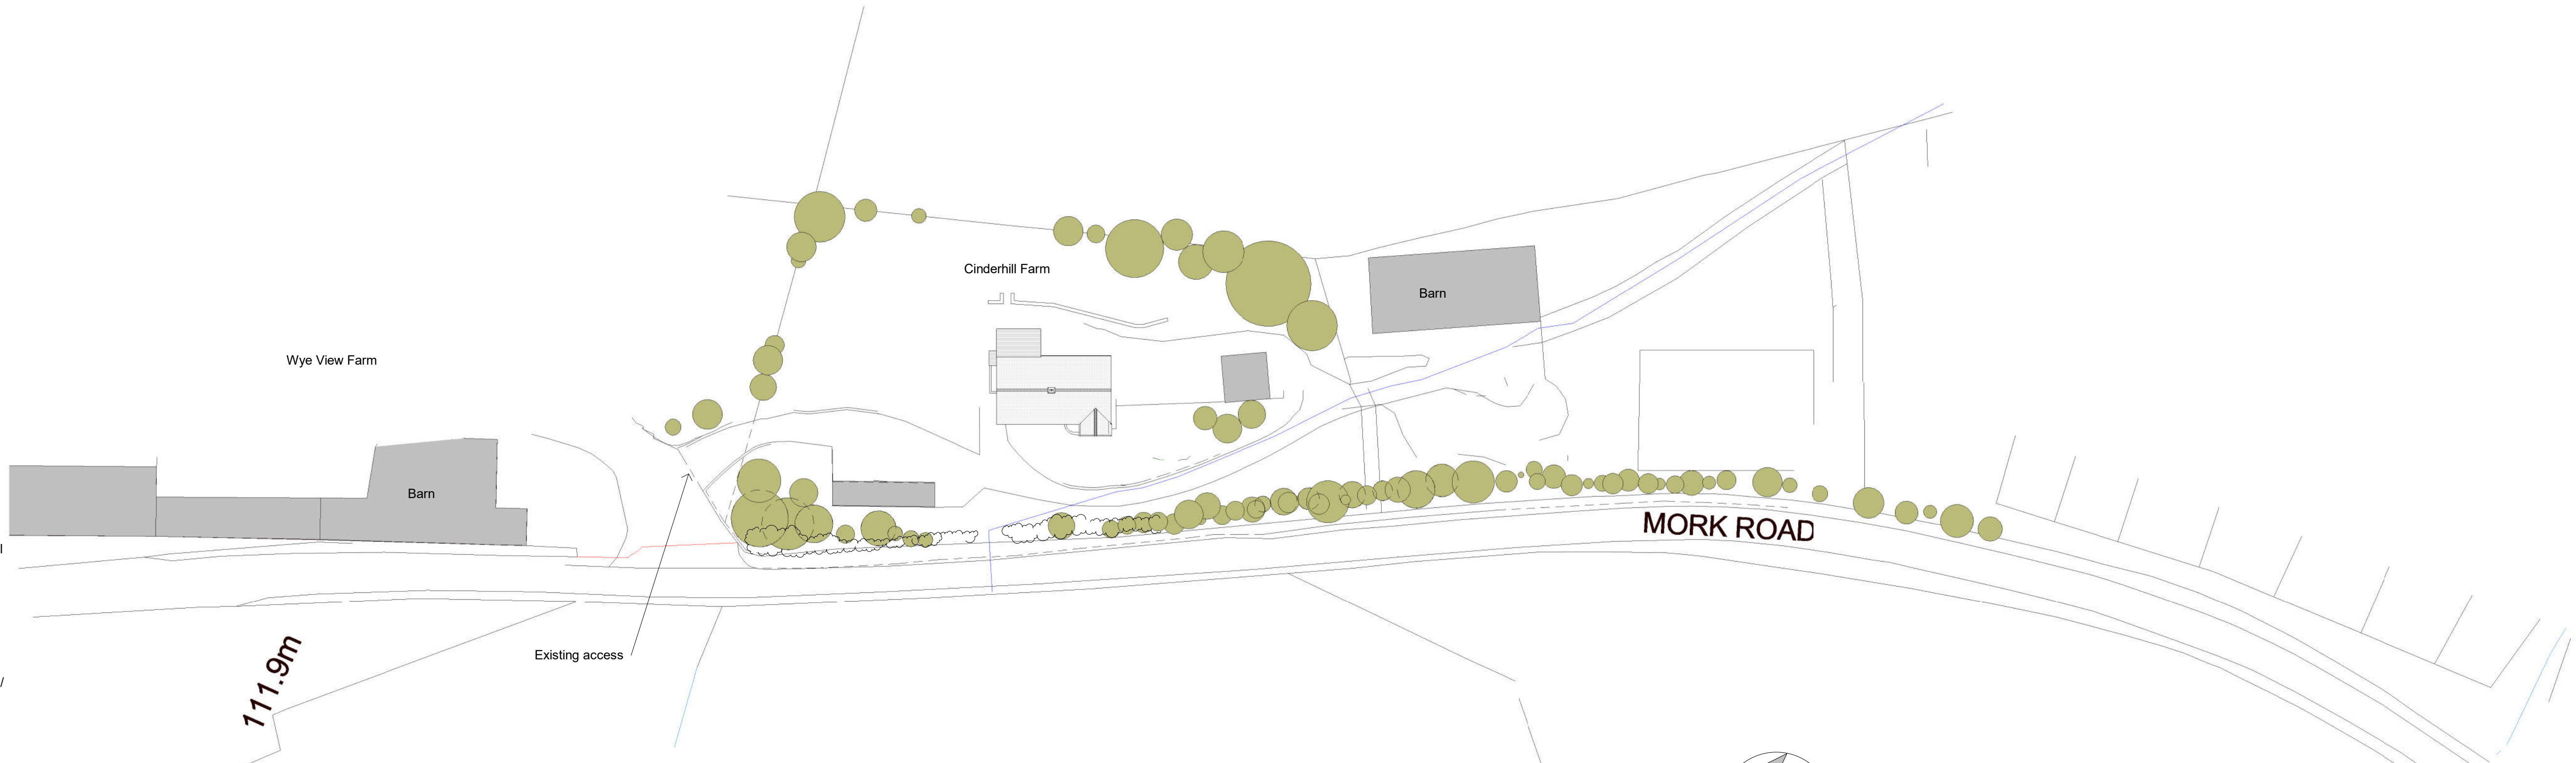 Cinderhill Farm
Barn
Wye View Farm
Barn
MORK ROAD
Existing access
111.9m